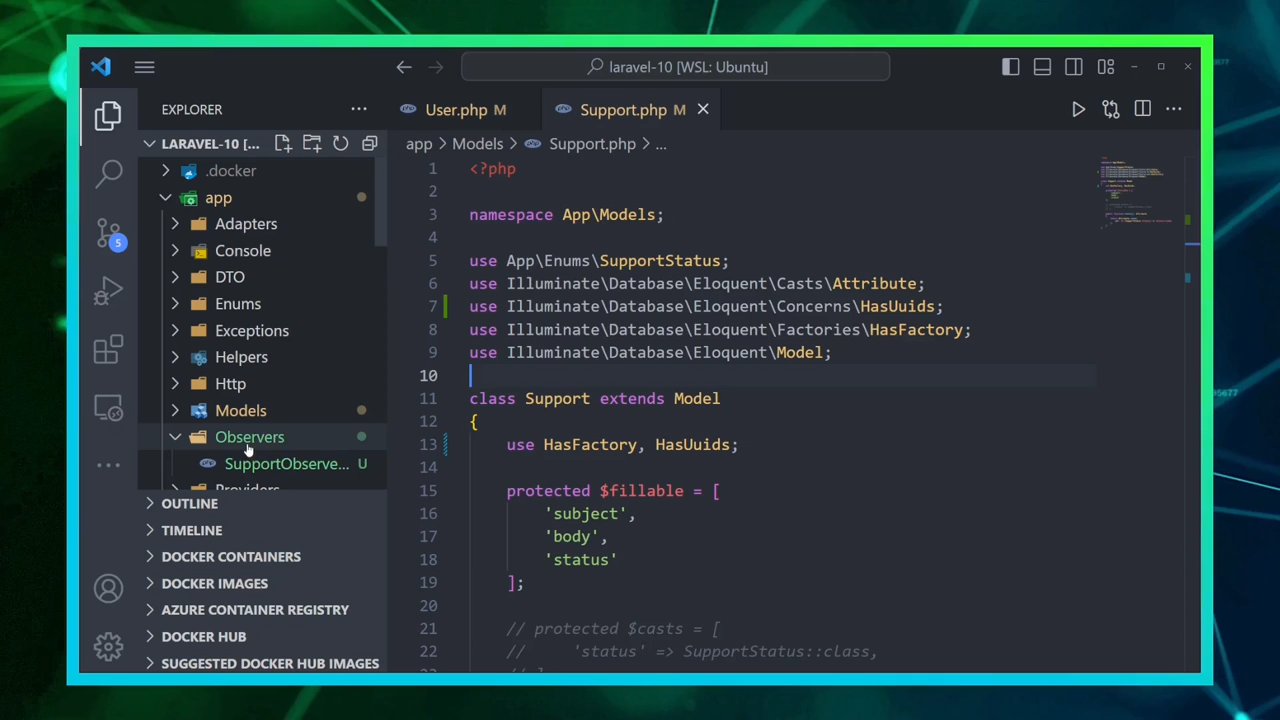 laravel-10 [WSL: Ubuntu]
EXPLORER
User.php M
Support.php M
LARAVEL-10 [...
app > Models > Support.php > ...
.docker
app
Adapters
Console
DTO
Enums
Exceptions
Helpers
Http
Models
Observers
SupportObserve... U
Providers
OUTLINE
TIMELINE
DOCKER CONTAINERS
DOCKER IMAGES
AZURE CONTAINER REGISTRY
DOCKER HUB
SUGGESTED DOCKER HUB IMAGES
5
1 <?php
2
3 namespace App\Models;
4
5 use App\Enums\SupportStatus;
6 use Illuminate\Database\Eloquent\Casts\Attribute;
7 use Illuminate\Database\Eloquent\Concerns\HasUuids;
8 use Illuminate\Database\Eloquent\Factories\HasFactory;
9 use Illuminate\Database\Eloquent\Model;
10
11 class Support extends Model
12 {
13 use HasFactory, HasUuids;
14
15 protected $fillable = [
16 'subject',
17 'body',
18 'status'
19 ];
20
21 // protected $casts = [
22 // 'status' => SupportStatus::class,
23 // ];